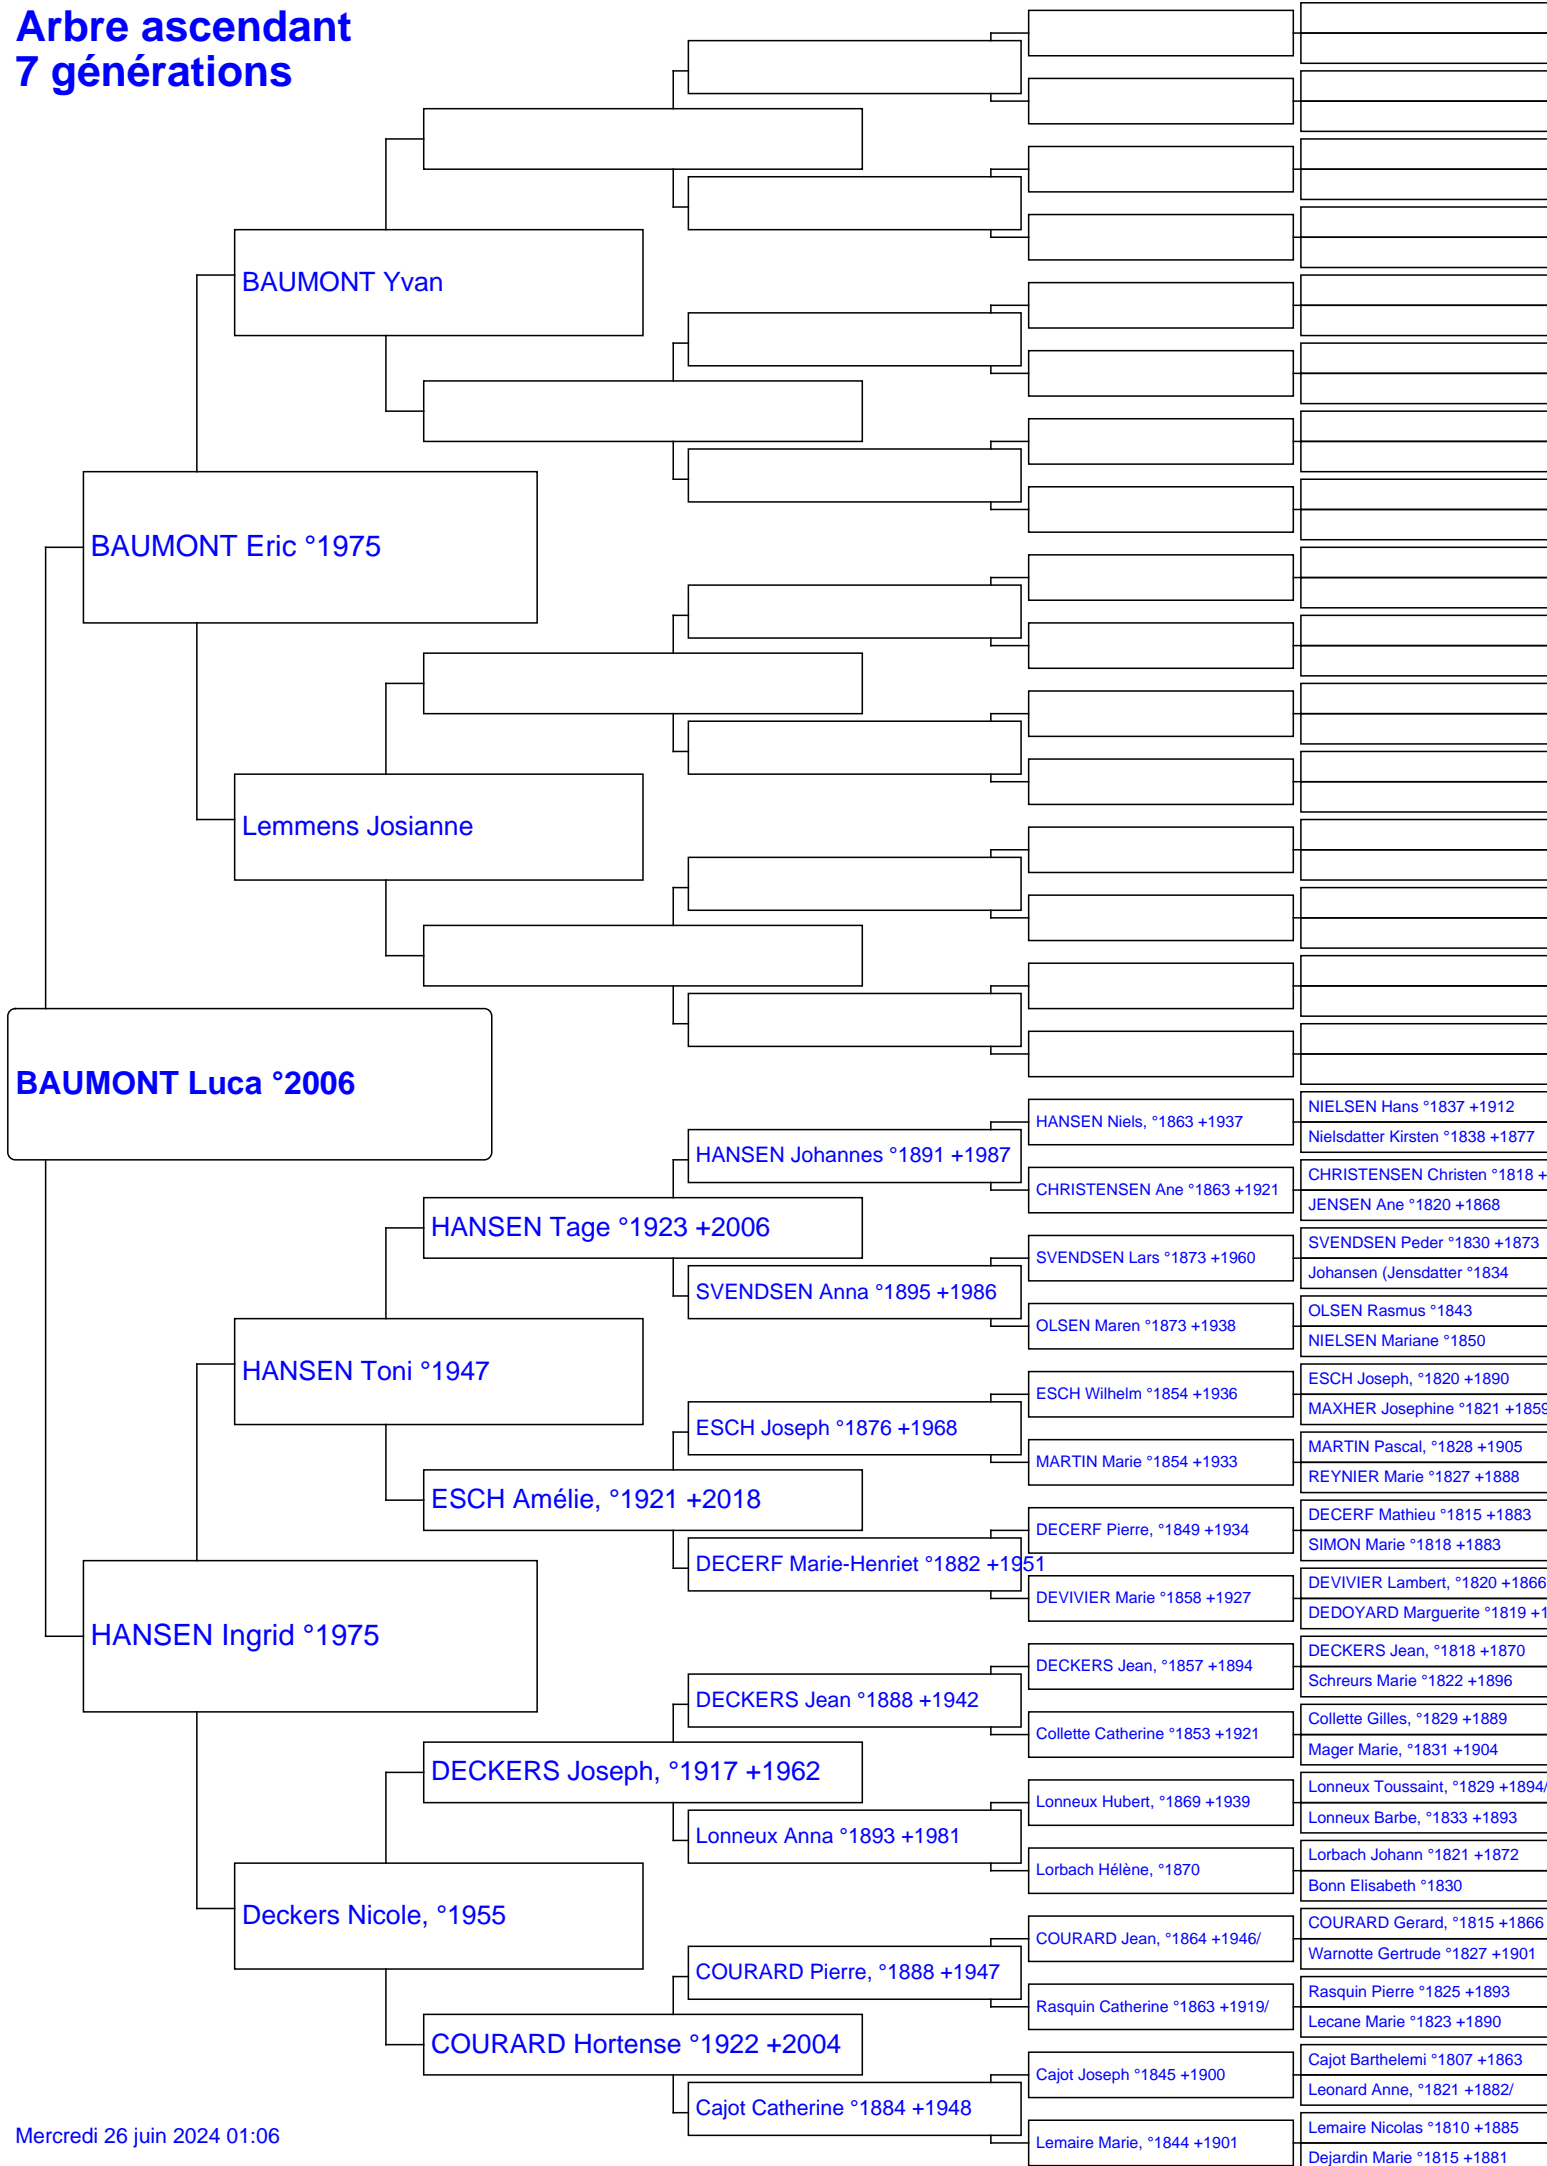 Arbre ascendant
7 générations
BAUMONT Yvan
BAUMONT Eric °1975
Lemmens Josianne
BAUMONT Luca °2006
HANSEN Niels, °1863 +1937
NIELSEN Hans °1837 +1912
Nielsdatter Kirsten °1838 +1877
HANSEN Johannes °1891 +1987
CHRISTENSEN Ane °1863 +1921
CHRISTENSEN Christen °1818 +
JENSEN Ane °1820 +1868
HANSEN Tage °1923 +2006
SVENDSEN Lars °1873 +1960
SVENDSEN Peder °1830 +1873
Johansen (Jensdatter °1834
SVENDSEN Anna °1895 +1986
OLSEN Maren °1873 +1938
OLSEN Rasmus °1843
NIELSEN Mariane °1850
HANSEN Toni °1947
ESCH Wilhelm °1854 +1936
ESCH Joseph, °1820 +1890
MAXHER Josephine °1821 +1859
ESCH Joseph °1876 +1968
MARTIN Marie °1854 +1933
MARTIN Pascal, °1828 +1905
REYNIER Marie °1827 +1888
ESCH Amélie, °1921 +2018
DECERF Pierre, °1849 +1934
DECERF Mathieu °1815 +1883
SIMON Marie °1818 +1883
DECERF Marie-Henriet °1882 +1951
DEVIVIER Marie °1858 +1927
DEVIVIER Lambert, °1820 +1866
DEDOYARD Marguerite °1819 +1
HANSEN Ingrid °1975
DECKERS Jean, °1857 +1894
DECKERS Jean, °1818 +1870
Schreurs Marie °1822 +1896
DECKERS Jean °1888 +1942
Collette Catherine °1853 +1921
Collette Gilles, °1829 +1889
Mager Marie, °1831 +1904
DECKERS Joseph, °1917 +1962
Lonneux Hubert, °1869 +1939
Lonneux Toussaint, °1829 +1894/
Lonneux Barbe, °1833 +1893
Lonneux Anna °1893 +1981
Lorbach Hélène, °1870
Lorbach Johann °1821 +1872
Bonn Elisabeth °1830
Deckers Nicole, °1955
COURARD Jean, °1864 +1946/
COURARD Gerard, °1815 +1866
Warnotte Gertrude °1827 +1901
COURARD Pierre, °1888 +1947
Rasquin Catherine °1863 +1919/
Rasquin Pierre °1825 +1893
Lecane Marie °1823 +1890
COURARD Hortense °1922 +2004
Cajot Joseph °1845 +1900
Cajot Barthelemi °1807 +1863
Leonard Anne, °1821 +1882/
Cajot Catherine °1884 +1948
Lemaire Marie, °1844 +1901
Lemaire Nicolas °1810 +1885
Dejardin Marie °1815 +1881
Mercredi 26 juin 2024 01:06